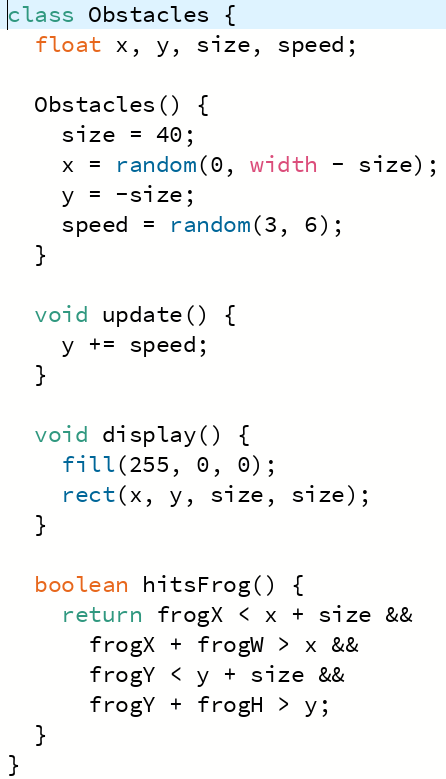 class Obstacles {
  float x, y, size, speed;

  Obstacles() {
    size = 40;
    x = random(0, width - size);
    y = -size;
    speed = random(3, 6);
  }

  void update() {
    y += speed;
  }

  void display() {
    fill(255, 0, 0);
    rect(x, y, size, size);
  }

  boolean hitsFrog() {
    return frogX < x + size &&
      frogX + frogW > x &&
      frogY < y + size &&
      frogY + frogH > y;
  }
}